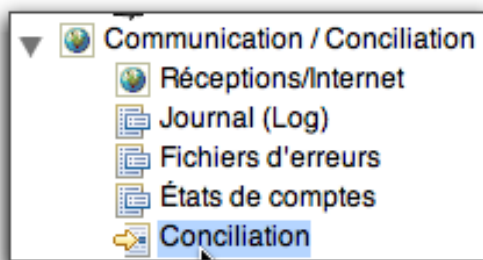 Communication / Conciliation
Réceptions/Internet
Journal (Log)
Fichiers d'erreurs
États de comptes
Conciliation